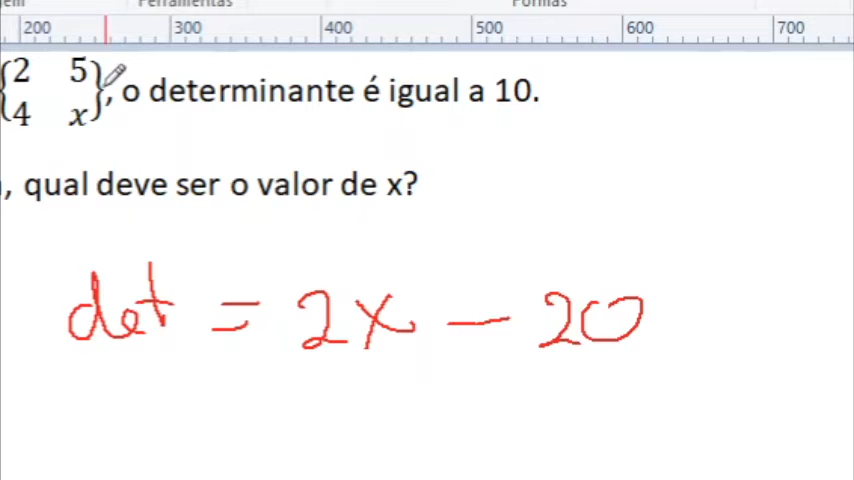 Ferramentas Formas
200 300 400 500 600 700
2 5
4 x , o determinante é igual a 10.
, qual deve ser o valor de x?
det = 2x - 20